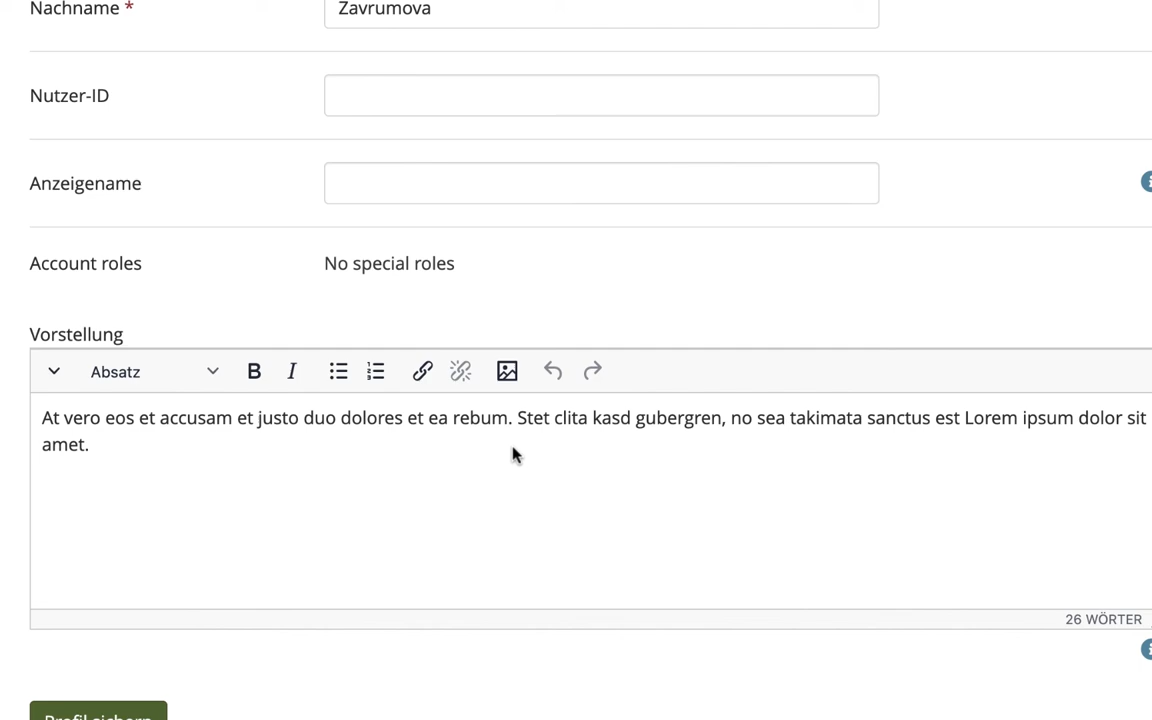 Nachname * Zavrumova
Nutzer-ID
Anzeigename
Account roles No special roles
Vorstellung
Absatz B I
At vero eos et accusam et justo duo dolores et ea rebum. Stet clita kasd gubergren, no sea takimata sanctus est Lorem ipsum dolor sit
amet.
26 WÖRTER
Profil sichern